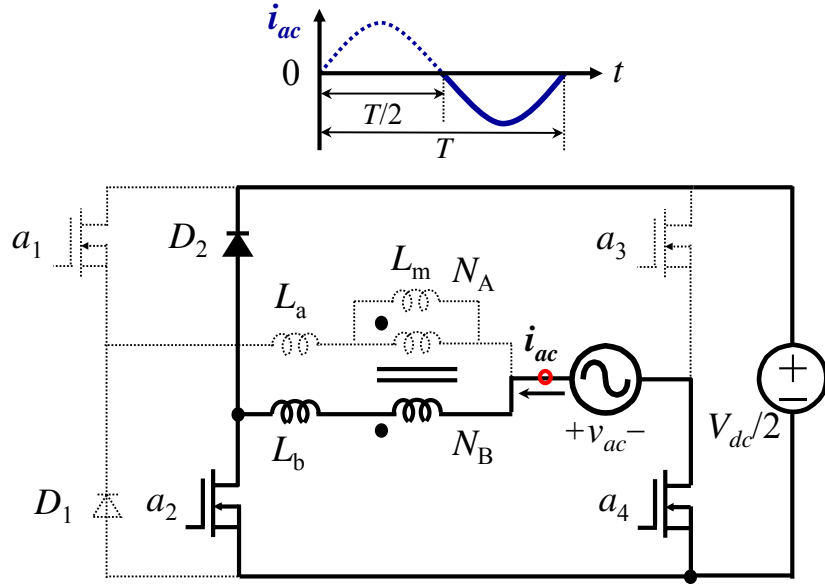 i_ac
0
t
T/2
T
a_1
D_2
L_m
N_A
a_3
L_a
i_ac
+
−
+v_ac−
V_dc/2
L_b
N_B
D_1
a_2
a_4